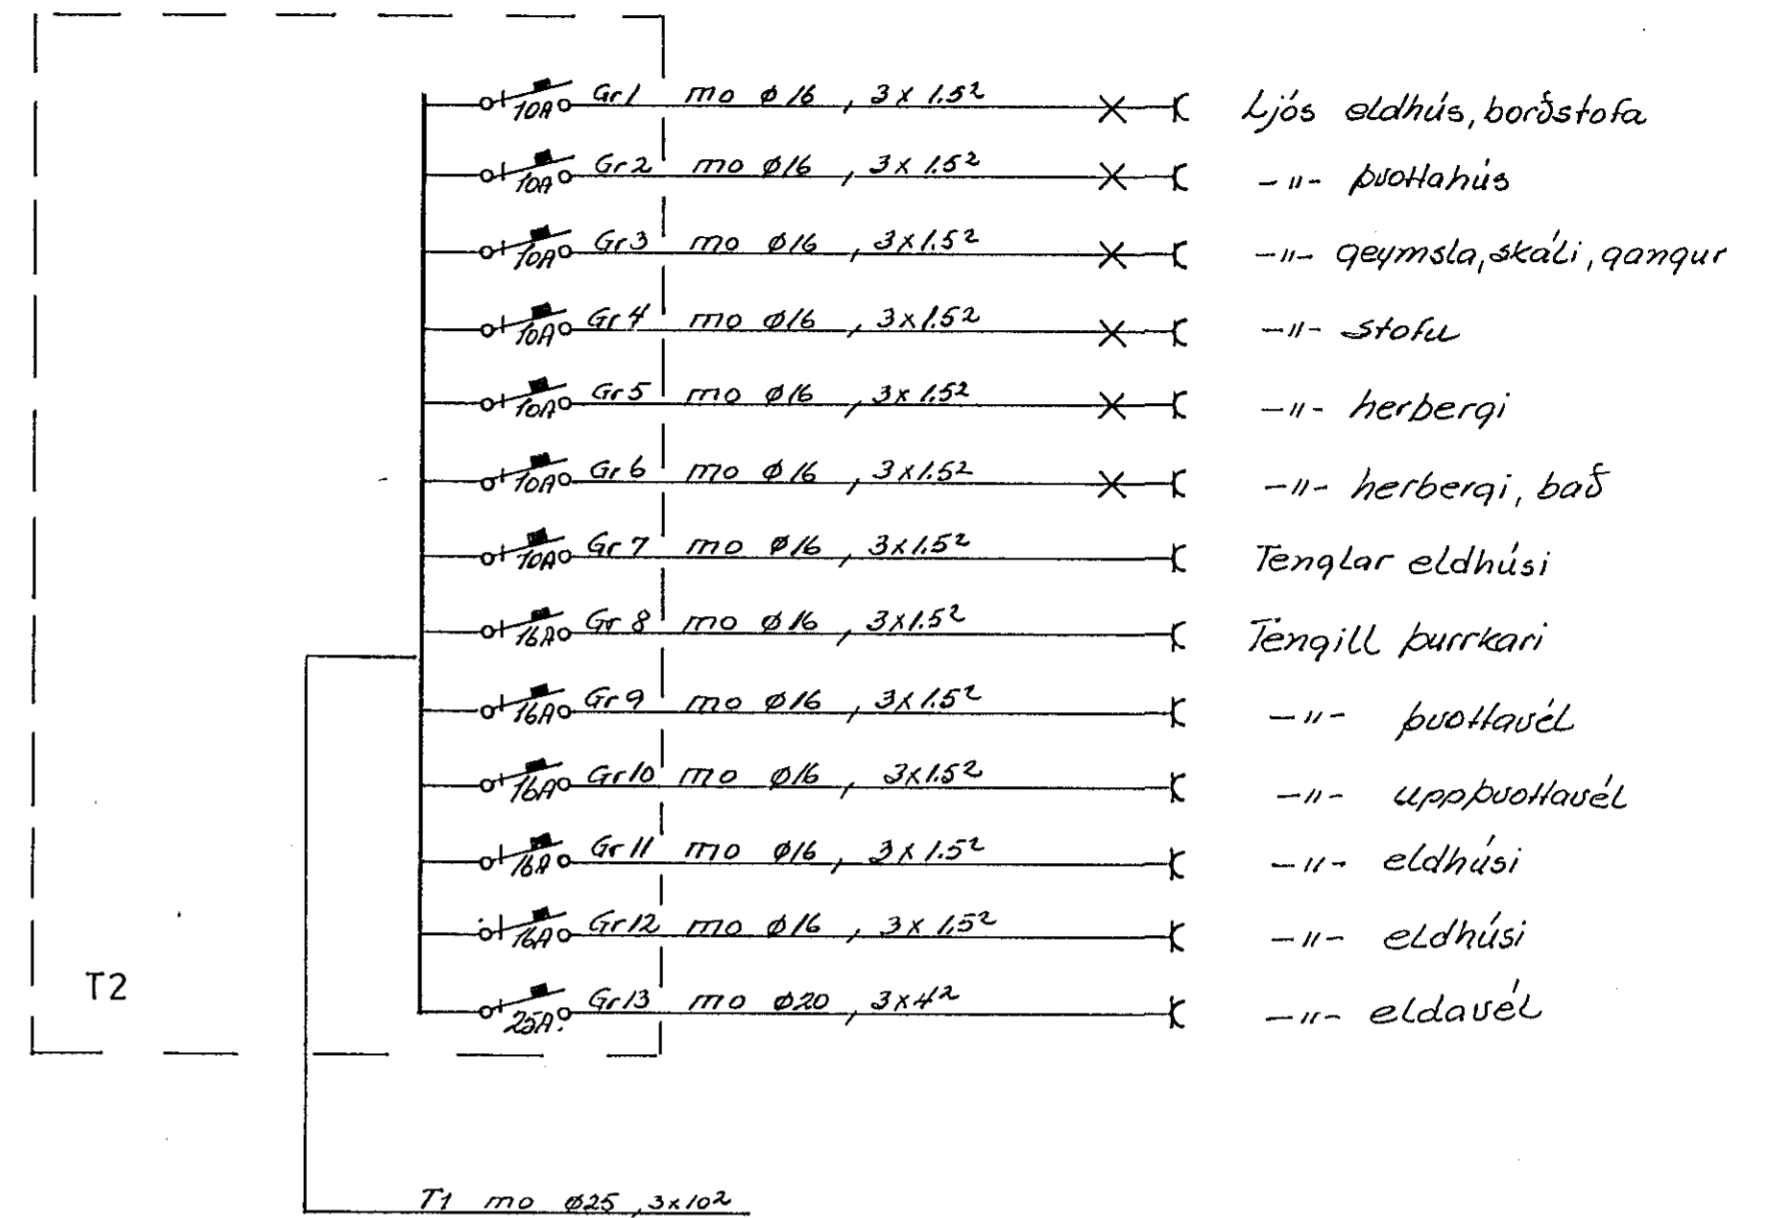 10A Gr1 mo ø16, 3x1.5² Ljós eldhús, borðstofa
10A Gr2 mo ø16, 3x1.5² -"- þvottahús
10A Gr3 mo ø16, 3x1.5² -"- geymsla, skáli, gangur
10A Gr4 mo ø16, 3x1.5² -"- stofu
10A Gr5 mo ø16, 3x1.5² -"- herbergi
10A Gr6 mo ø16, 3x1.5² -"- herbergi, bað
10A Gr7 mo ø16, 3x1.5² Tenglar eldhúsi
16A Gr8 mo ø16, 3x1.5² Tengill þurrkari
16A Gr9 mo ø16, 3x1.5² -"- þvottavél
16A Gr10 mo ø16, 3x1.5² -"- uppþvottavél
16A Gr11 mo ø16, 3x1.5² -"- eldhúsi
16A Gr12 mo ø16, 3x1.5² -"- eldhúsi
T2
25A Gr13 mo ø20, 3x4² -"- eldavél
T1 mo ø25, 3x10²